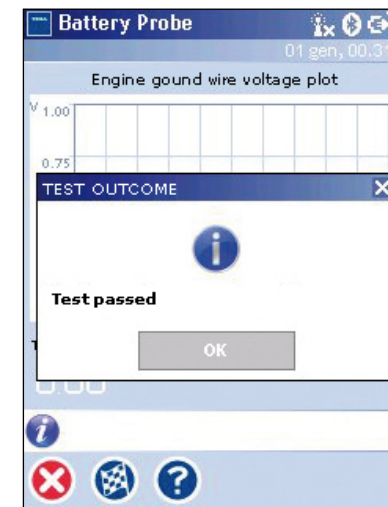 Battery Probe
01 gen, 00.3
Engine gound wire voltage plot
V 1.00
0.75
TEST OUTCOME
Test passed
OK
0.00